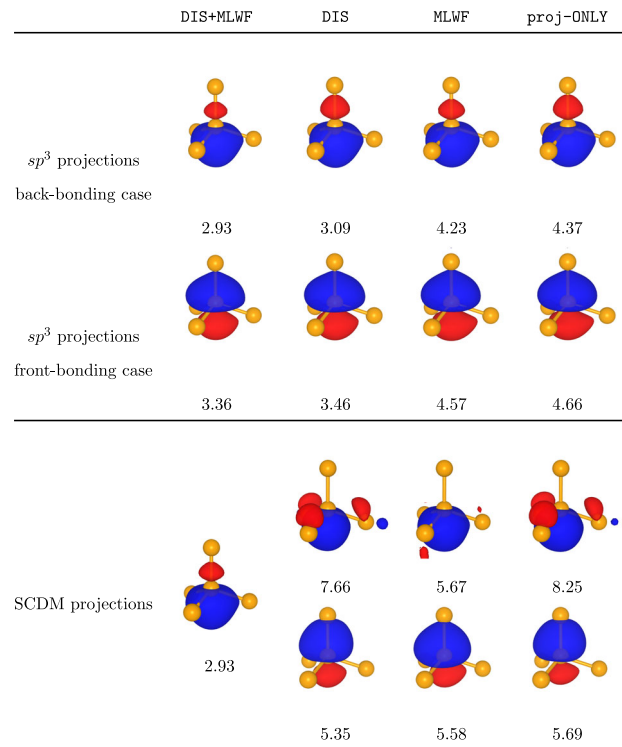 DIS+MLWF DIS MLWF proj-ONLY
sp³ projections
back-bonding case
2.93 3.09 4.23 4.37
sp³ projections
front-bonding case
3.36 3.46 4.57 4.66
7.66 5.67 8.25
SCDM projections
2.93
5.35 5.58 5.69